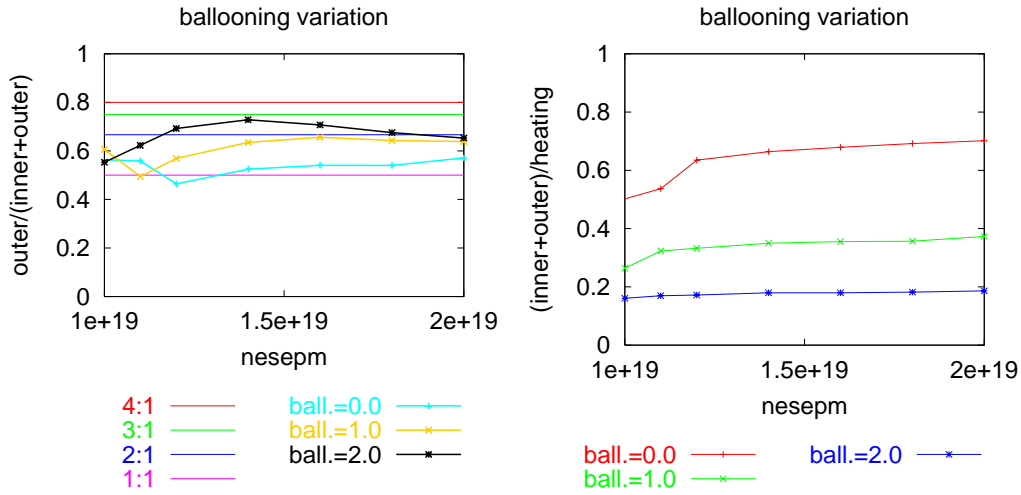 ballooning variation
1
0.8
0.6
0.4
0.2
0
outer/(inner+outer)
1e+19 1.5e+19 2e+19
nesepm
4:1 ball.=0.0
3:1 ball.=1.0
2:1 ball.=2.0
1:1
ballooning variation
1
0.8
0.6
0.4
0.2
0
(inner+outer)/heating
1e+19 1.5e+19 2e+19
nesepm
ball.=0.0 ball.=2.0
ball.=1.0